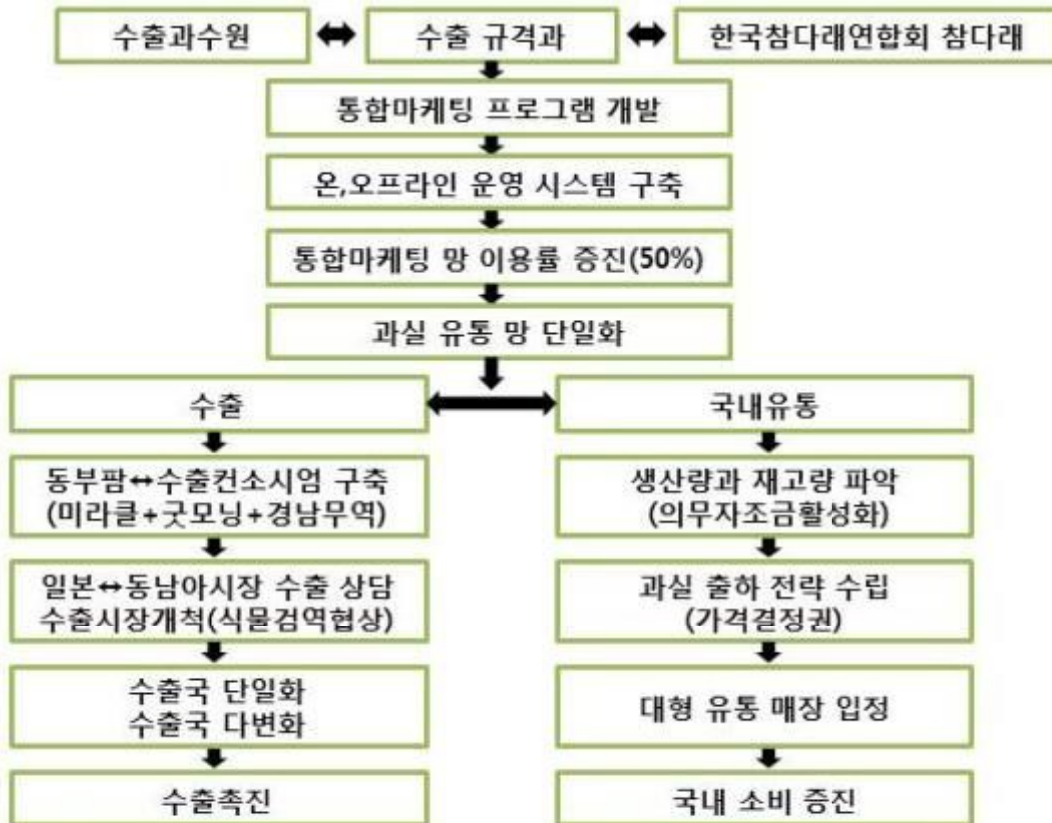 수출과수원
수출 규격과
한국참다래연합회 참다래
통합마케팅 프로그램 개발
온,오프라인 운영 시스템 구축
통합마케팅 망 이용률 증진(50%)
과실 유통 망 단일화
수출
국내유통
동부팜↔수출컨소시엄 구축
(미라클+굿모닝+경남무역)
생산량과 재고량 파악
(의무자조금활성화)
일본↔동남아시장 수출 상담
수출시장개척(식물검역협상)
과실 출하 전략 수립
(가격결정권)
수출국 단일화
수출국 다변화
대형 유통 매장 입정
수출촉진
국내 소비 증진